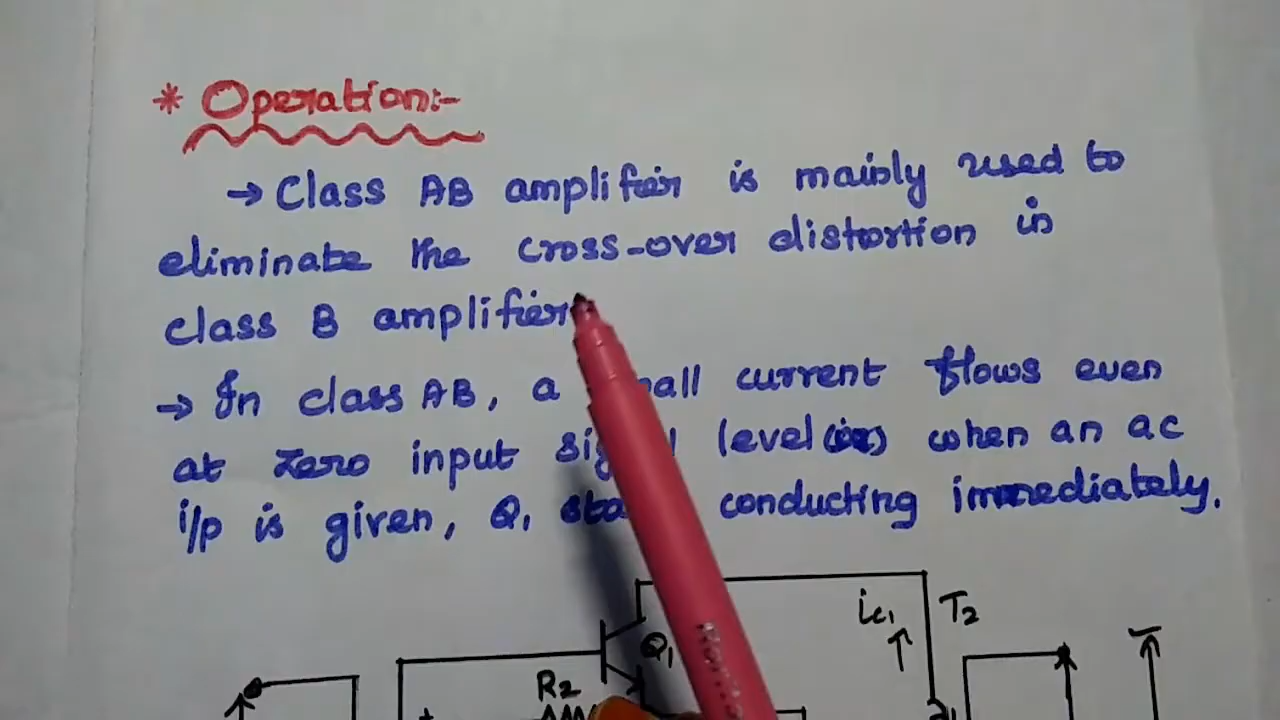 * Operation:-
→ Class AB amplifier is mainly used to
eliminate the cross-over distortion in
class B amplifier
→ In class AB, a small current flows even
at zero input signal level (or) when an ac
i/p is given, Q1 conducting immediately.
ic1
T2
Q1
R2